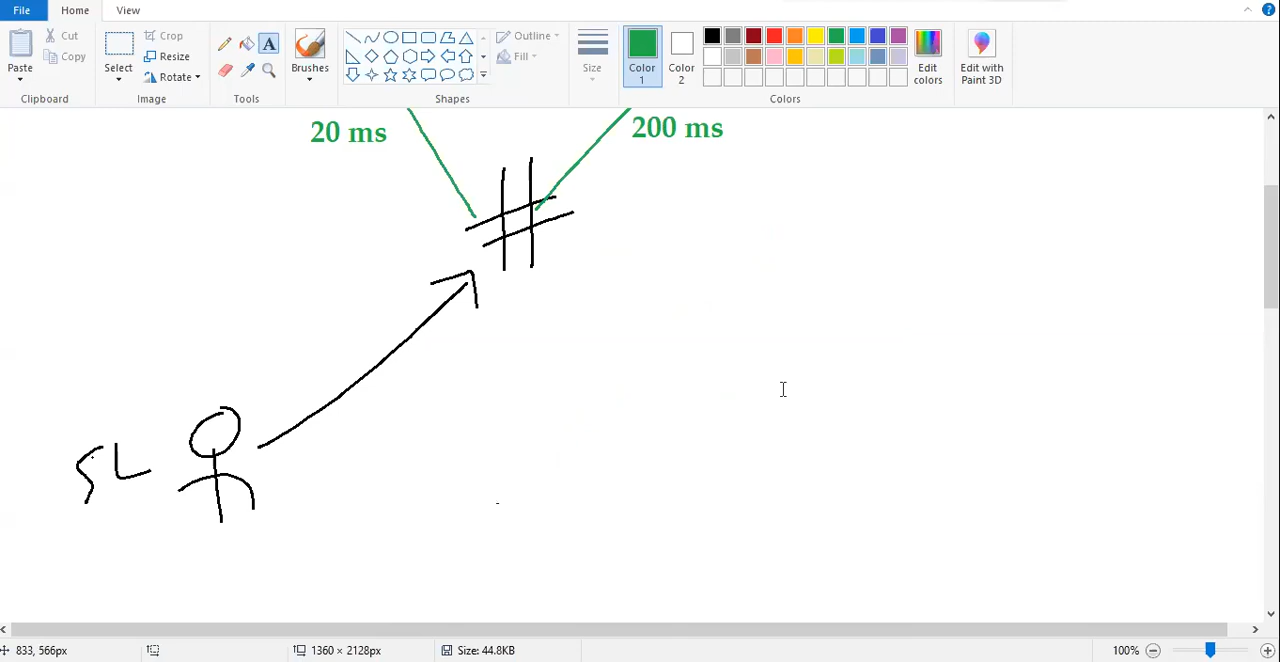 File Home View
Paste
Cut
Copy
Clipboard
Select
Crop
Resize
Rotate
Image
A
Tools
Brushes
Outline
Fill
Shapes
Size
Color
1
Color
2
Edit
colors
Colors
Edit with
Paint 3D
20 ms
200 ms
#
SL
833, 566px
1360 × 2128px
Size: 44.8KB
100%